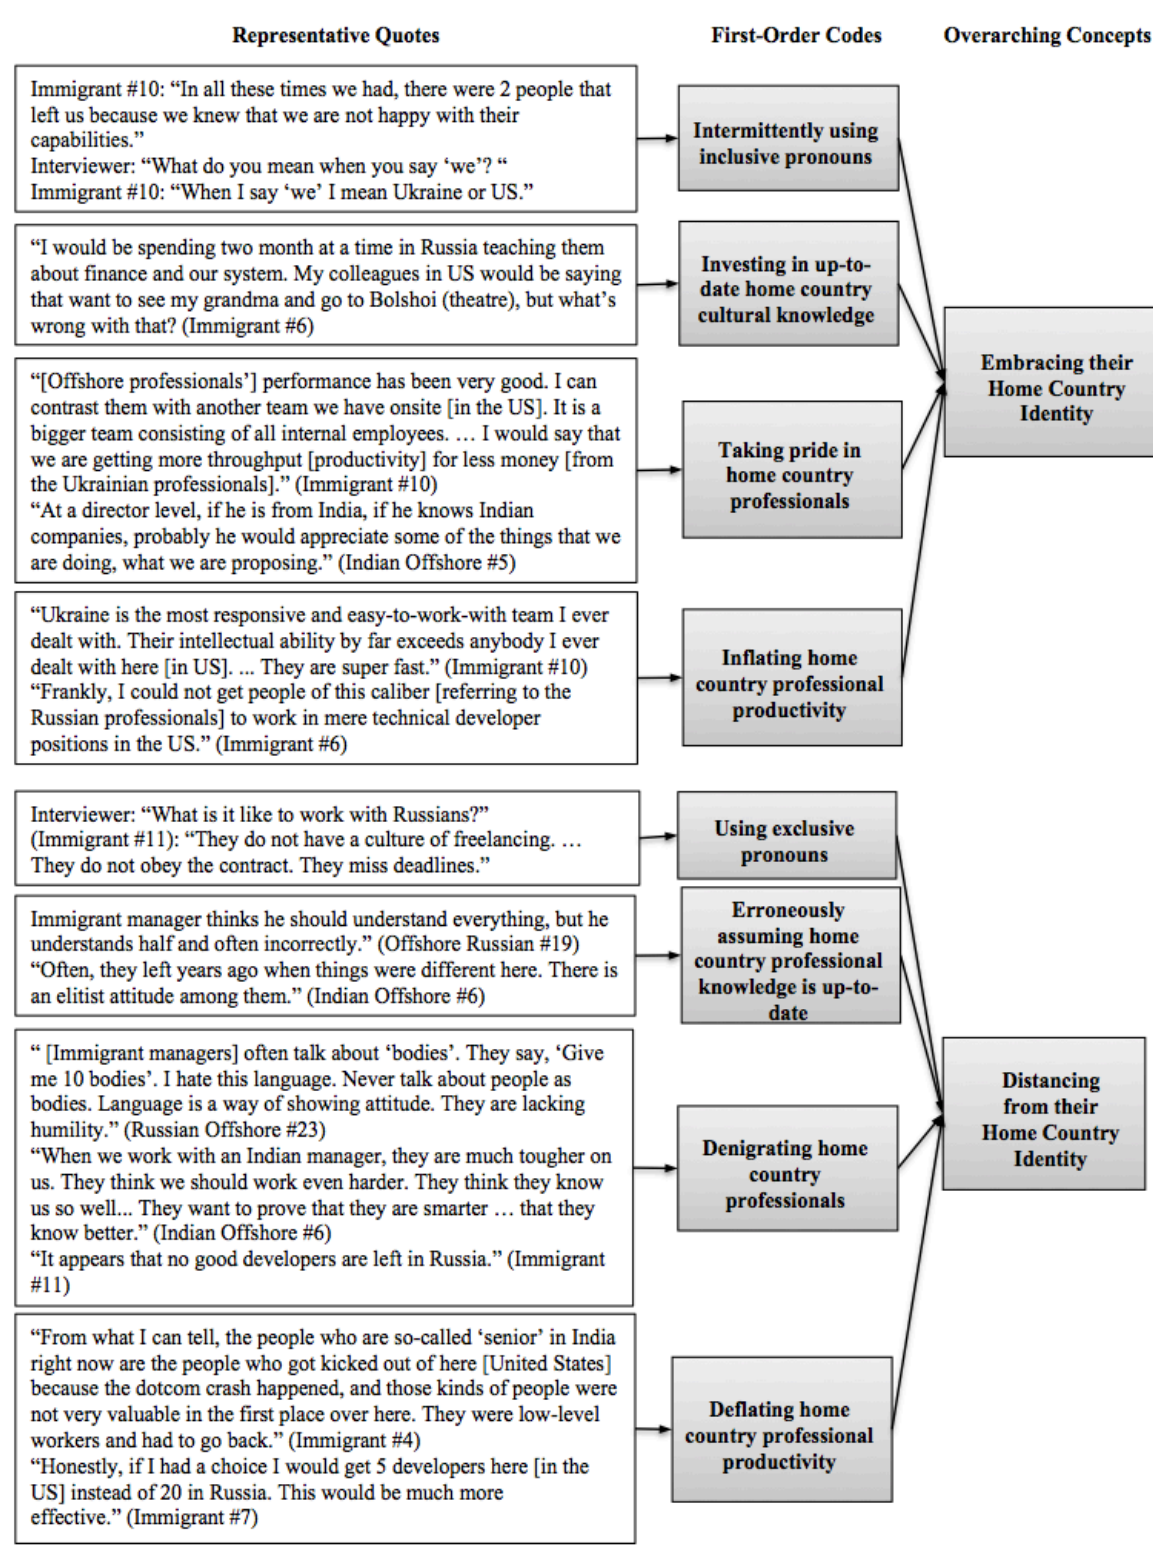 Representative Quotes
First-Order Codes
Overarching Concepts
Immigrant #10: “In all these times we had, there were 2 people that
left us because we knew that we are not happy with their
capabilities.”
Interviewer: “What do you mean when you say ‘we’? “
Immigrant #10: “When I say ‘we’ I mean Ukraine or US.”
Intermittently using
inclusive pronouns
“I would be spending two month at a time in Russia teaching them
about finance and our system. My colleagues in US would be saying
that want to see my grandma and go to Bolshoi (theatre), but what’s
wrong with that? (Immigrant #6)
Investing in up-to-
date home country
cultural knowledge
“[Offshore professionals’] performance has been very good. I can
contrast them with another team we have onsite [in the US]. It is a
bigger team consisting of all internal employees. … I would say that
we are getting more throughput [productivity] for less money [from
the Ukrainian professionals].” (Immigrant #10)
“At a director level, if he is from India, if he knows Indian
companies, probably he would appreciate some of the things that we
are doing, what we are proposing.” (Indian Offshore #5)
Taking pride in
home country
professionals
“Ukraine is the most responsive and easy-to-work-with team I ever
dealt with. Their intellectual ability by far exceeds anybody I ever
dealt with here [in US]. ... They are super fast.” (Immigrant #10)
“Frankly, I could not get people of this caliber [referring to the
Russian professionals] to work in mere technical developer
positions in the US.” (Immigrant #6)
Inflating home
country professional
productivity
Embracing their
Home Country
Identity
Interviewer: “What is it like to work with Russians?”
(Immigrant #11): “They do not have a culture of freelancing. …
They do not obey the contract. They miss deadlines.”
Using exclusive
pronouns
Immigrant manager thinks he should understand everything, but he
understands half and often incorrectly.” (Offshore Russian #19)
“Often, they left years ago when things were different here. There is
an elitist attitude among them.” (Indian Offshore #6)
Erroneously
assuming home
country professional
knowledge is up-to-
date
“ [Immigrant managers] often talk about ‘bodies’. They say, ‘Give
me 10 bodies’. I hate this language. Never talk about people as
bodies. Language is a way of showing attitude. They are lacking
humility.” (Russian Offshore #23)
“When we work with an Indian manager, they are much tougher on
us. They think we should work even harder. They think they know
us so well... They want to prove that they are smarter … that they
know better.” (Indian Offshore #6)
“It appears that no good developers are left in Russia.” (Immigrant
#11)
Denigrating home
country
professionals
“From what I can tell, the people who are so-called ‘senior’ in India
right now are the people who got kicked out of here [United States]
because the dotcom crash happened, and those kinds of people were
not very valuable in the first place over here. They were low-level
workers and had to go back.” (Immigrant #4)
“Honestly, if I had a choice I would get 5 developers here [in the
US] instead of 20 in Russia. This would be much more
effective.” (Immigrant #7)
Deflating home
country professional
productivity
Distancing
from their
Home Country
Identity